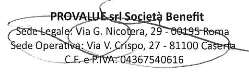 PROVALUE srl Società Benefit
Sede Legale: Via G. Nicotera, 29 - 00195 Roma
Sede Operativa: Via V. Crispo, 27 - 81100 Caserta
C.F. e P.IVA: 04367540616